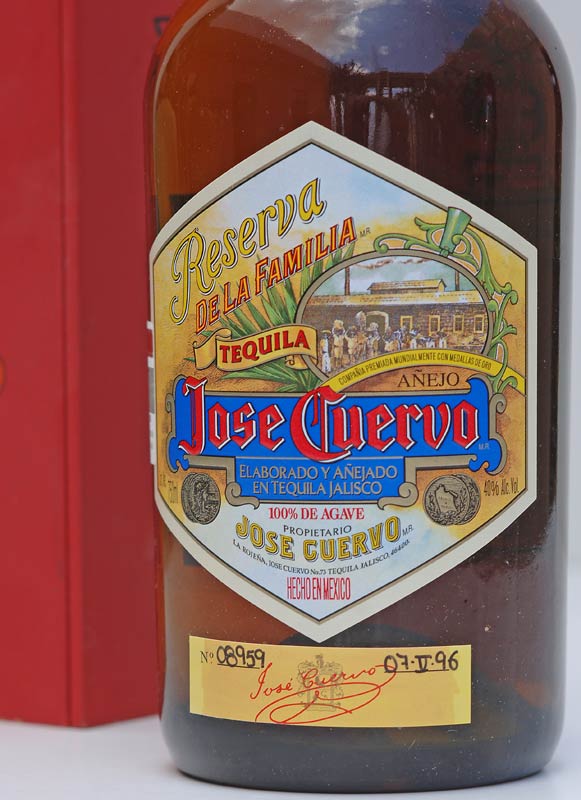 Reserva
DE LA FAMILIA M.R.
TEQUILA
COMPAÑIA PREMIADA MUNDIALMENTE CON MEDALLAS DE ORO
AÑEJO
Jose Cuervo M.R.
ELABORADO Y AÑEJADO
EN TEQUILA JALISCO
750ml 40% Alc. Vol
100% DE AGAVE
PROPIETARIO
JOSE CUERVO M.R.
LA ROJEÑA, JOSE CUERVO No.73 TEQUILA JALISCO, 46400.
HECHO EN MEXICO
Nº 08959 07-V-96
José Cuervo